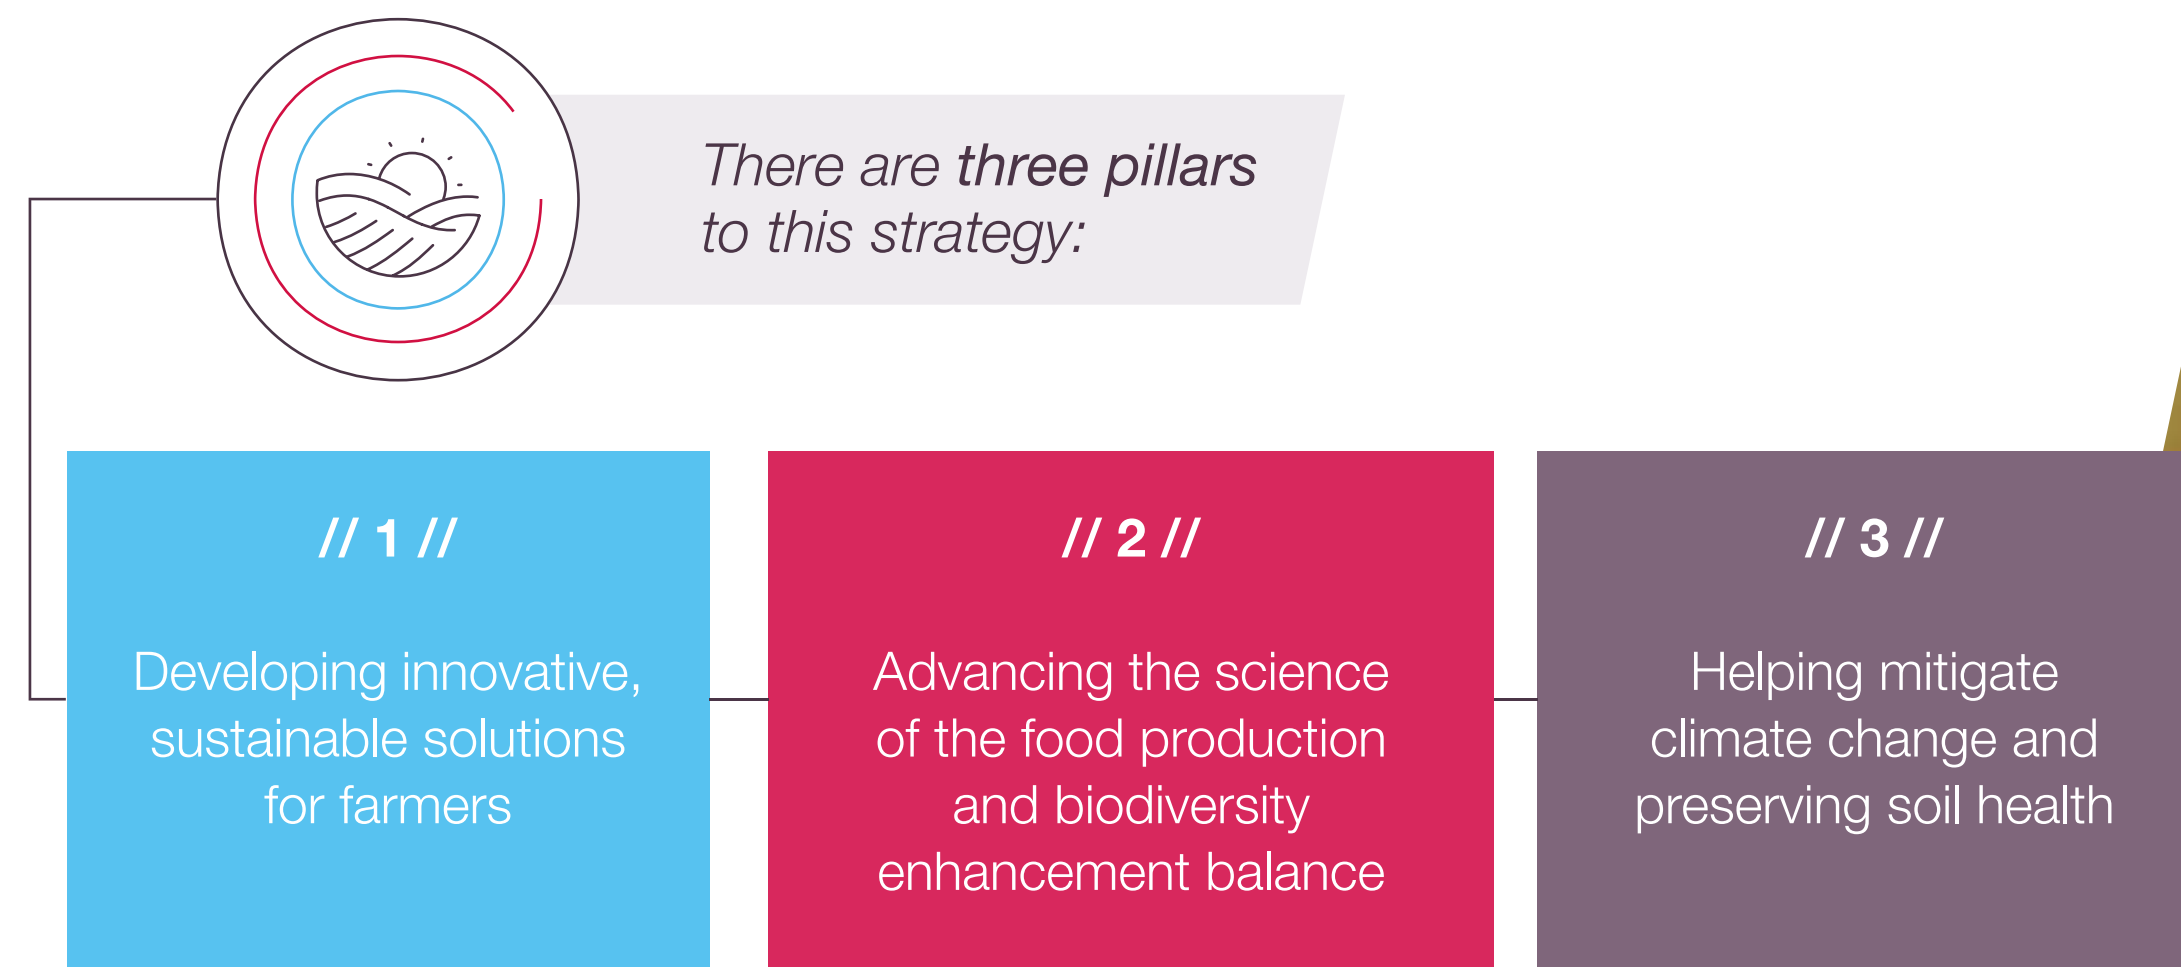 There are three pillars
to this strategy:
// 1 //
Developing innovative,
sustainable solutions
for farmers
// 2 //
Advancing the science
of the food production
and biodiversity
enhancement balance
// 3 //
Helping mitigate
climate change and
preserving soil health